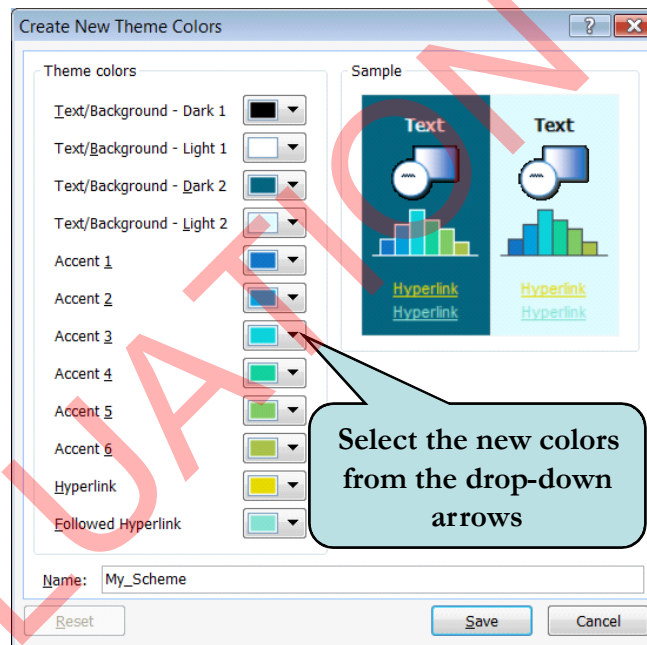 Create New Theme Colors
Theme colors
Text/Background - Dark 1
Text/Background - Light 1
Text/Background - Dark 2
Text/Background - Light 2
Accent 1
Accent 2
Accent 3
Accent 4
Accent 5
Accent 6
Hyperlink
Followed Hyperlink
Sample
Text Text
Hyperlink Hyperlink
Hyperlink Hyperlink
Select the new colors
from the drop-down
arrows
Name: My_Scheme
Reset Save Cancel
LUATION